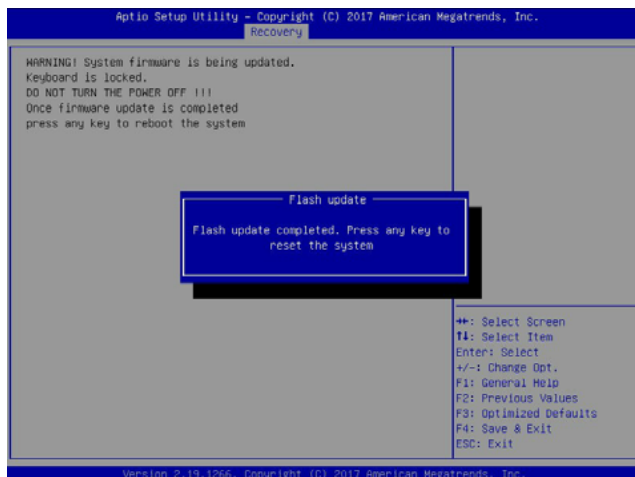 Aptio Setup Utility – Copyright (C) 2017 American Megatrends, Inc.
Recovery
WARNING! System firmware is being updated.
Keyboard is locked.
DO NOT TURN THE POWER OFF !!!
Once firmware update is completed
press any key to reboot the system
Flash update
Flash update completed. Press any key to
reset the system
→←: Select Screen
↑↓: Select Item
Enter: Select
+/-: Change Opt.
F1: General Help
F2: Previous Values
F3: Optimized Defaults
F4: Save & Exit
ESC: Exit
Version 2.19.1266. Copyright (C) 2017 American Megatrends, Inc.